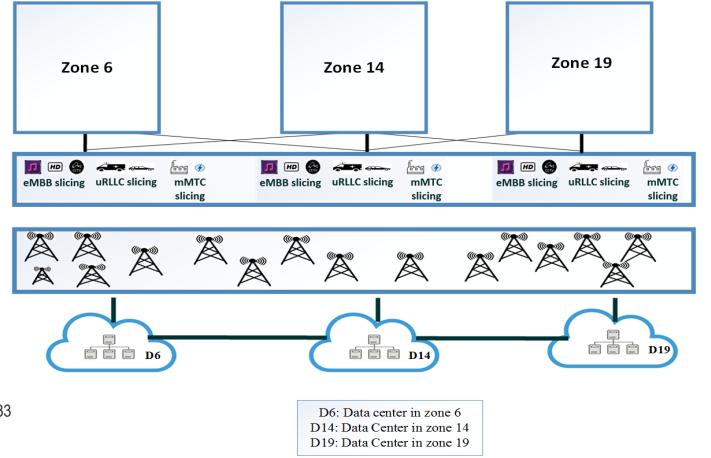 Zone 6
Zone 14
Zone 19
HD
HD
HD
eMBB slicing uRLLC slicing mMTC slicing
eMBB slicing uRLLC slicing mMTC slicing
eMBB slicing uRLLC slicing mMTC slicing
D6
D14
D19
33
D6: Data center in zone 6
D14: Data Center in zone 14
D19: Data Center in zone 19